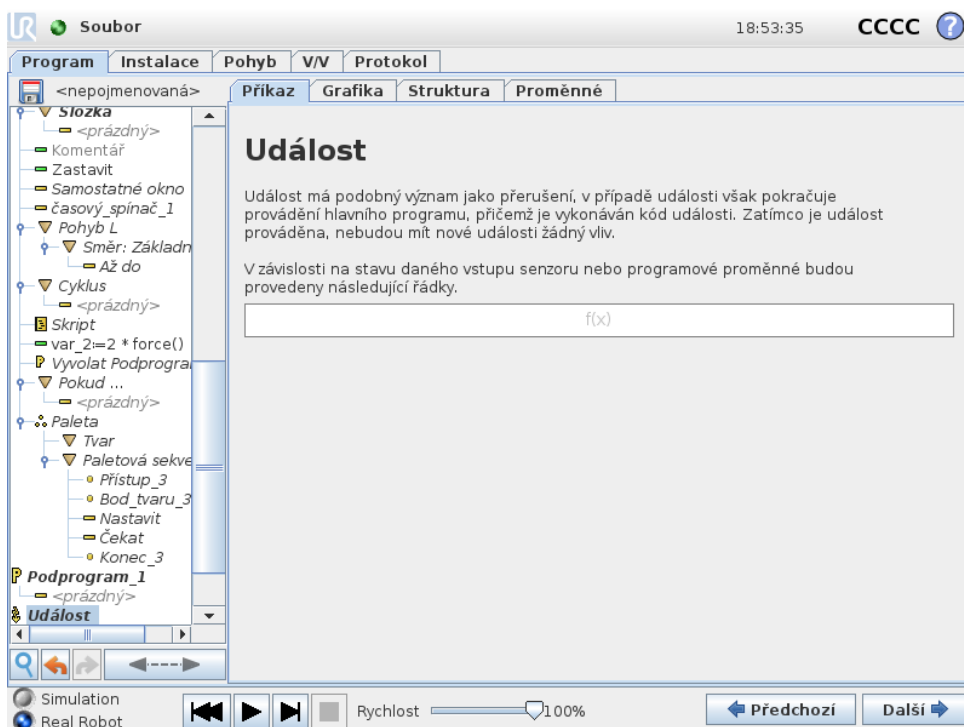 Soubor
18:53:35
CCCC
Program
Instalace
Pohyb
V/V
Protokol
<nepojmenovaná>
Příkaz
Grafika
Struktura
Proměnné
Složka
<prázdný>
Komentář
Zastavit
Samostatné okno
časový_spínač_1
Pohyb L
Směr: Základn
Až do
Cyklus
<prázdný>
Skript
var_2:=2 * force()
Vyvolat Podprogra
Pokud ...
<prázdný>
Paleta
Tvar
Paletová sekve
Přístup_3
Bod_tvaru_3
Nastavit
Čekat
Konec_3
Podprogram_1
<prázdný>
Událost
Událost
Událost má podobný význam jako přerušení, v případě události však pokračuje
provádění hlavního programu, přičemž je vykonáván kód události. Zatímco je událost
prováděna, nebudou mít nové události žádný vliv.
V závislosti na stavu daného vstupu senzoru nebo programové proměnné budou
provedeny následující řádky.
f(x)
Simulation
Real Robot
Rychlost
100%
Předchozí
Další